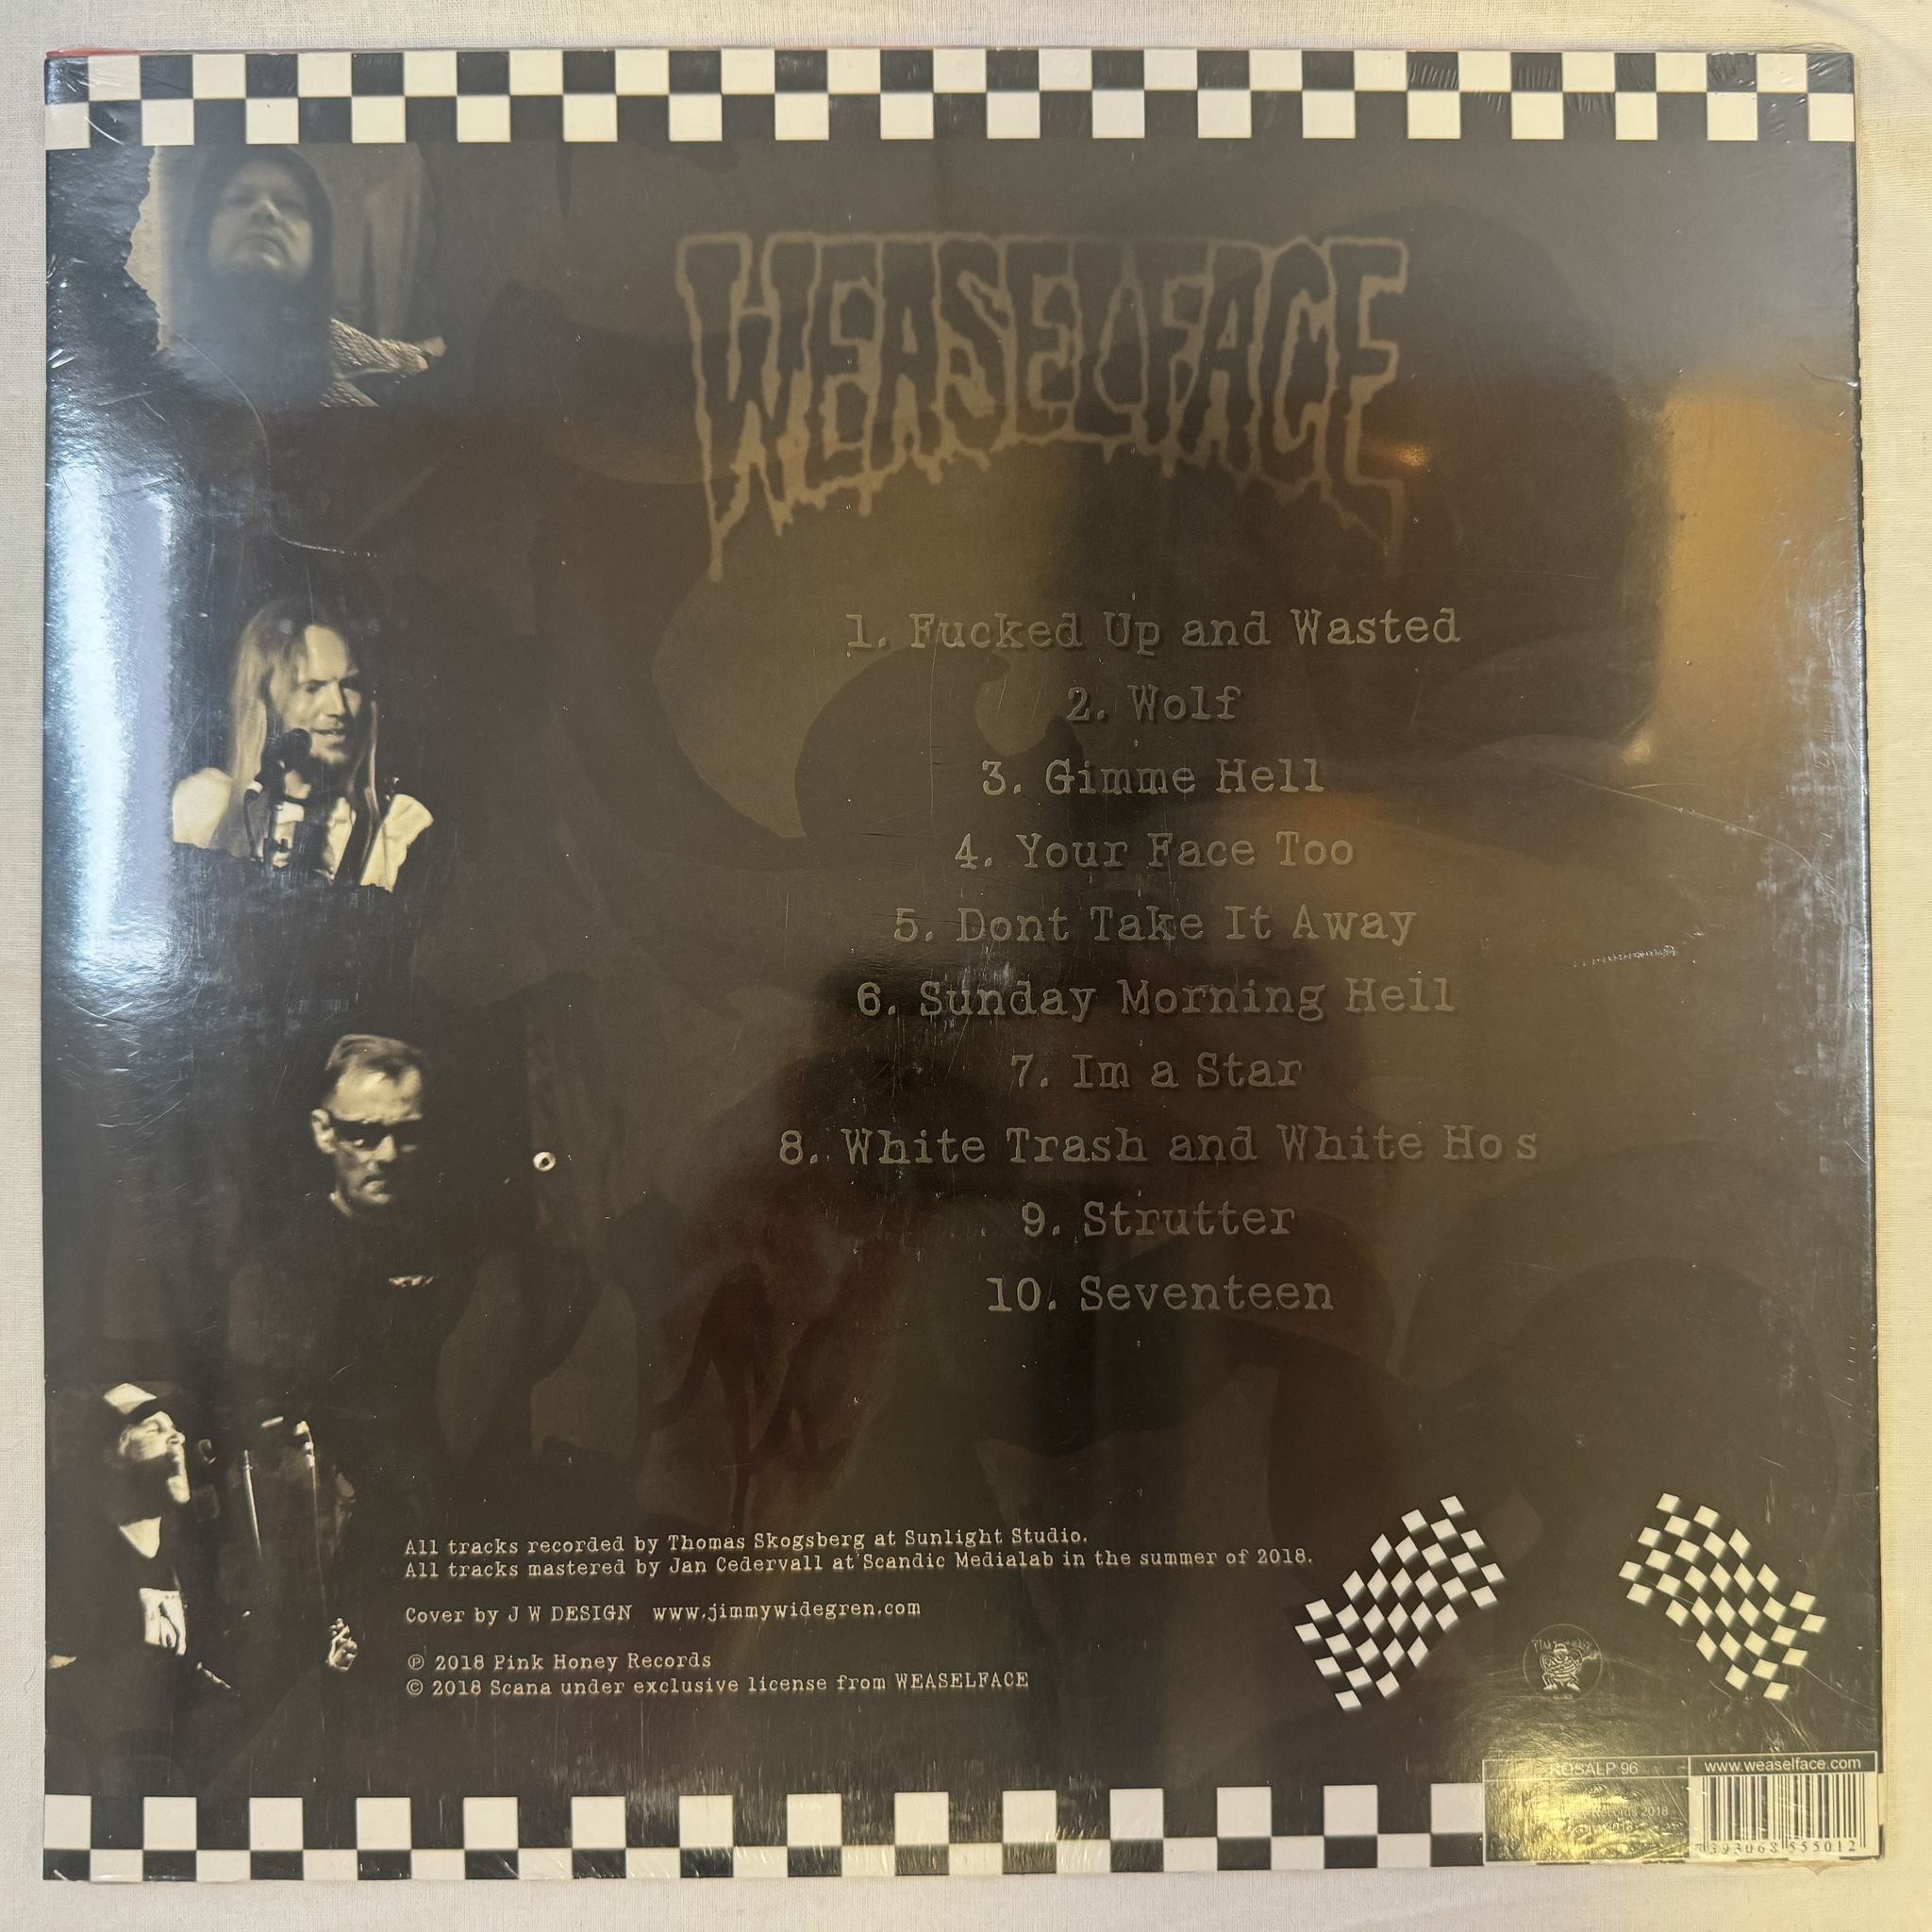 WEASELFACE
1. Fucked Up and Wasted
2. Wolf
3. Gimme Hell
4. Your Face Too
5. Dont Take It Away
6. Sunday Morning Hell
7. Im a Star
8. White Trash and White Ho s
9. Strutter
10. Seventeen
All tracks recorded by Thomas Skogsberg at Sunlight Studio.
All tracks mastered by Jan Cedervall at Scandic Medialab in the summer of 2018.
Cover by J W DESIGN www.jimmywidegren.com
℗ 2018 Pink Honey Records
© 2018 Scana under exclusive license from WEASELFACE
ROSALP 96
www.weaselface.com
2018
7 393068 555012